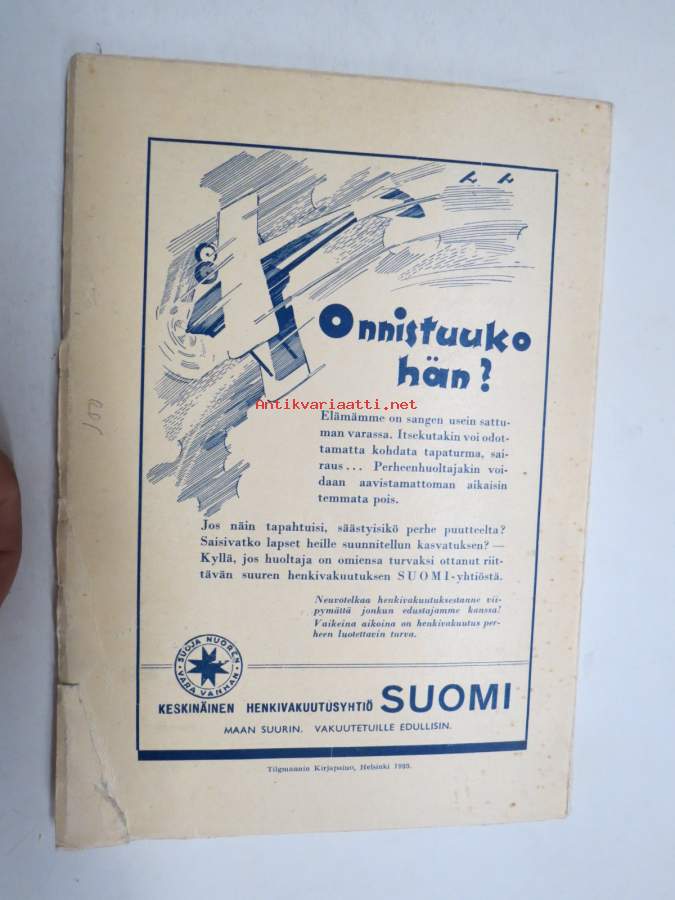 Onnistuuko
hän?
Antikvariaatti.net
Elämämme on sangen usein sattu-
man varassa. Itsekutakin voi odot-
tamatta kohdata tapaturma, sai-
raus... Perheenhuoltajakin voi-
daan aavistamattoman aikaisin
temmata pois.
Jos näin tapahtuisi, säästyisikö perhe puutteelta?
Saisivatko lapset heille suunnitellun kasvatuksen? —
Kyllä, jos huoltaja on omiensa turvaksi ottanut riit-
tävän suuren henkivakuutuksen SUOMI-yhtiöstä.
Neuvotelkaa henkivakuutuksestanne vii-
pymättä jonkun edustajamme kanssa!
Vaikeina aikoina on henkivakuutus per-
heen luotettavin turva.
SUOJA NUOREN
VARA VANHAN
KESKINÄINEN HENKIVAKUUTUSYHTIÖ SUOMI
MAAN SUURIN. VAKUUTETUILLE EDULLISIN.
Tilgmannin Kirjapaino, Helsinki